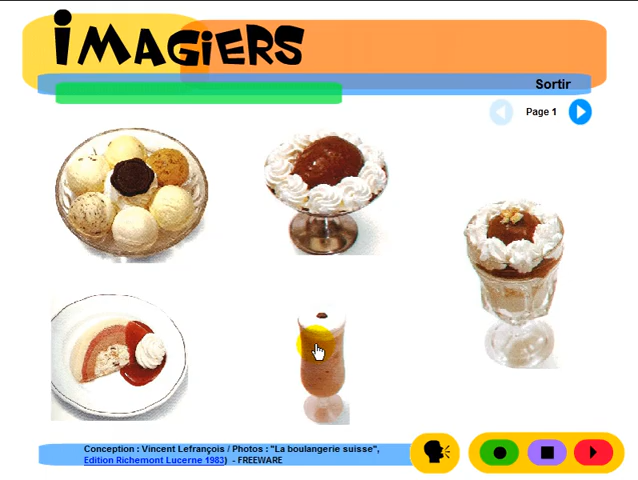 iMAGiERS
Sortir
Page 1
Conception : Vincent Lefrançois / Photos : "La boulangerie suisse",
Edition Richemont Lucerne 1983) - FREEWARE